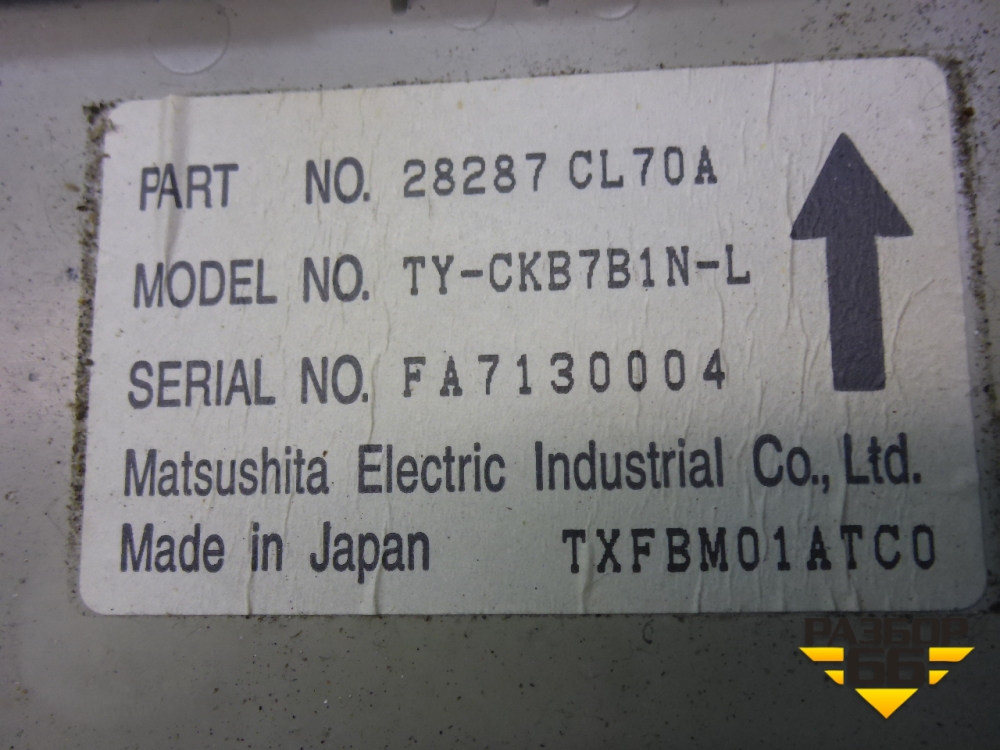 PART NO. 28287 CL70A
MODEL NO. TY-CKB7B1N-L
SERIAL NO. FA7130004
Matsushita Electric Industrial Co., Ltd.
Made in Japan TXFBM01ATC0
РАЗБОР
66